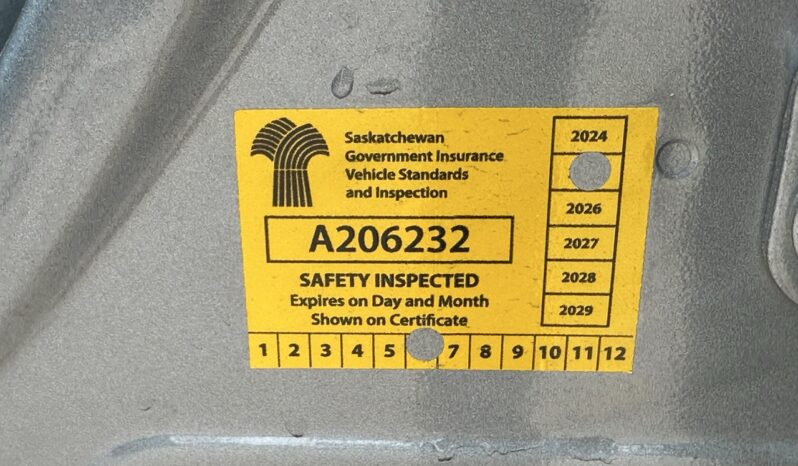 Saskatchewan
Government Insurance
Vehicle Standards
and Inspection
A206232
SAFETY INSPECTED
Expires on Day and Month
Shown on Certificate
2024
2026
2027
2028
2029
1 2 3 4 5 7 8 9 10 11 12